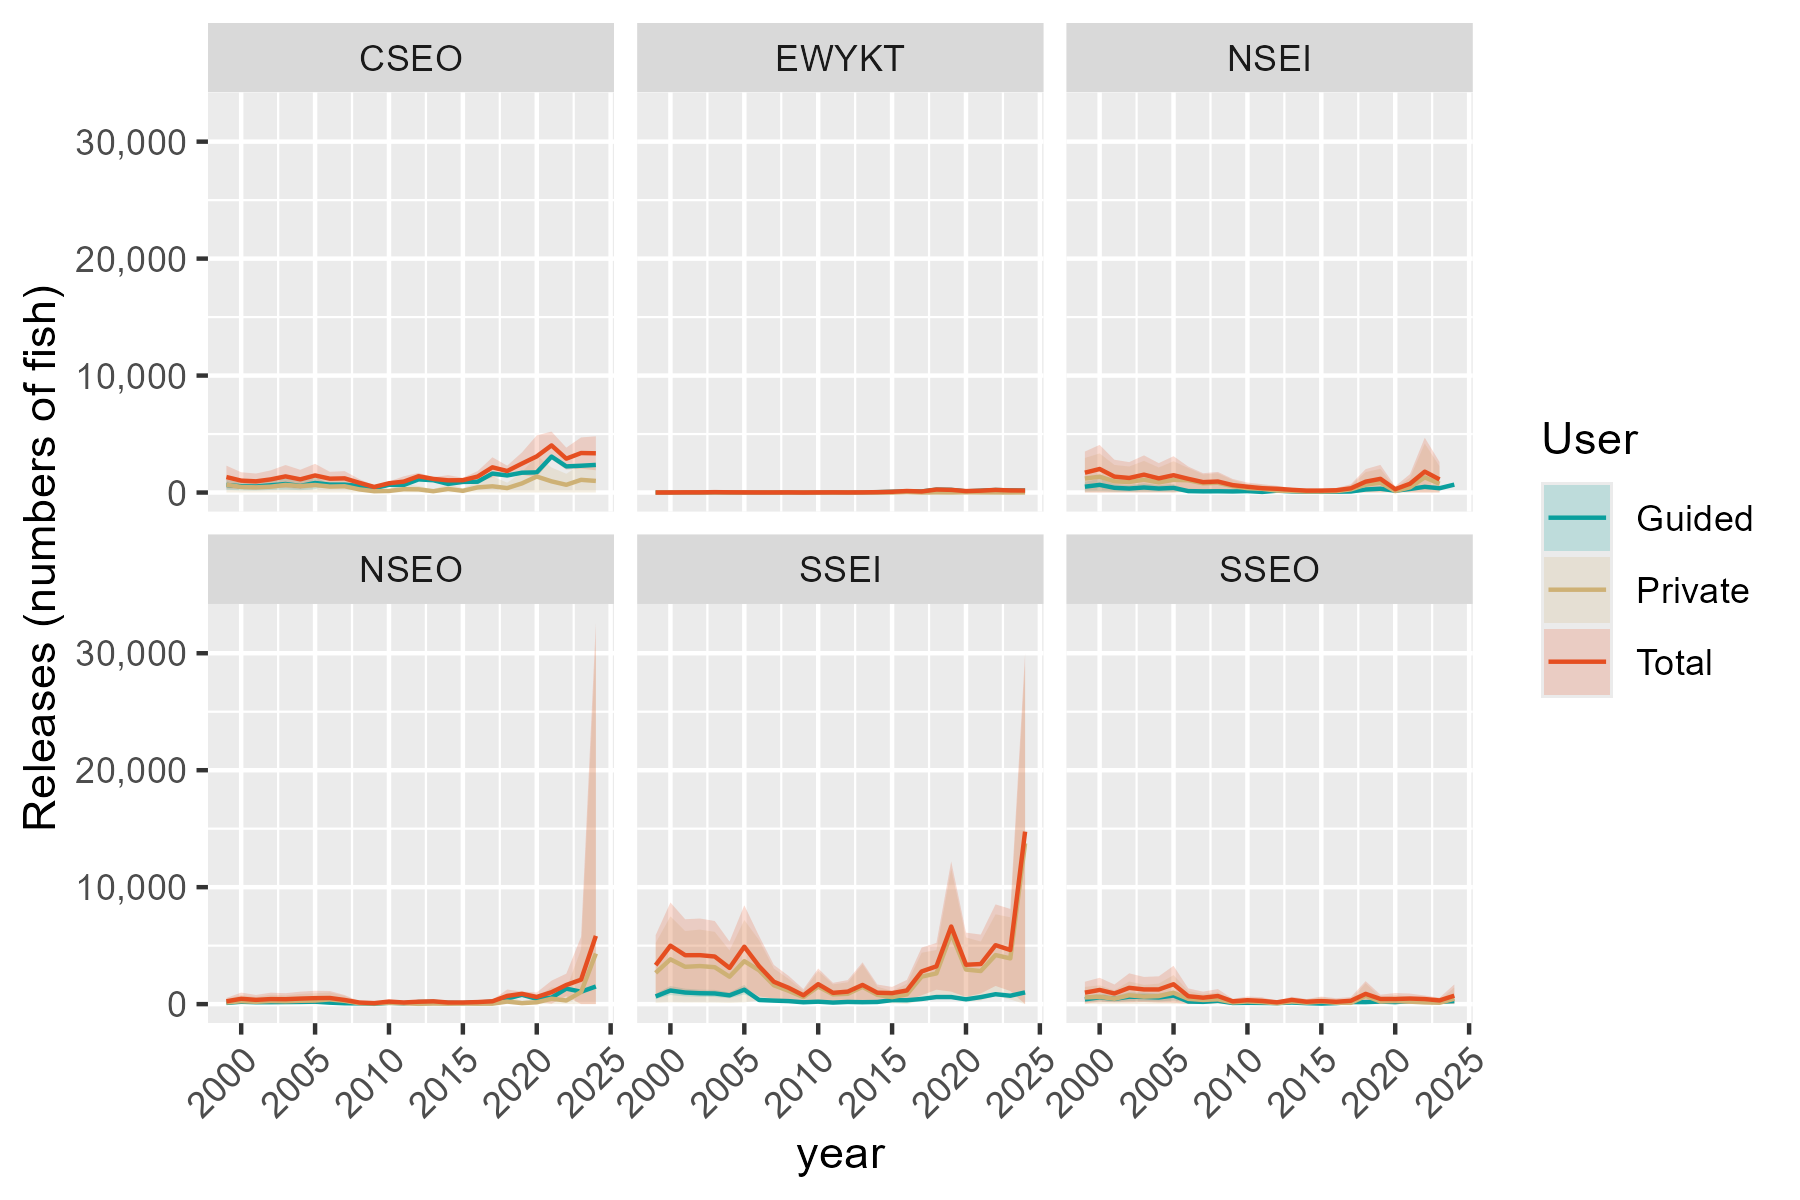 CSEO EWYKT NSEI
30,000
20,000
10,000
0
NSEO SSEI SSEO
30,000
20,000
10,000
0
2000 2005 2010 2015 2020 2025 2000 2005 2010 2015 2020 2025 2000 2005 2010 2015 2020 2025
year
Releases (numbers of fish)
User
Guided
Private
Total